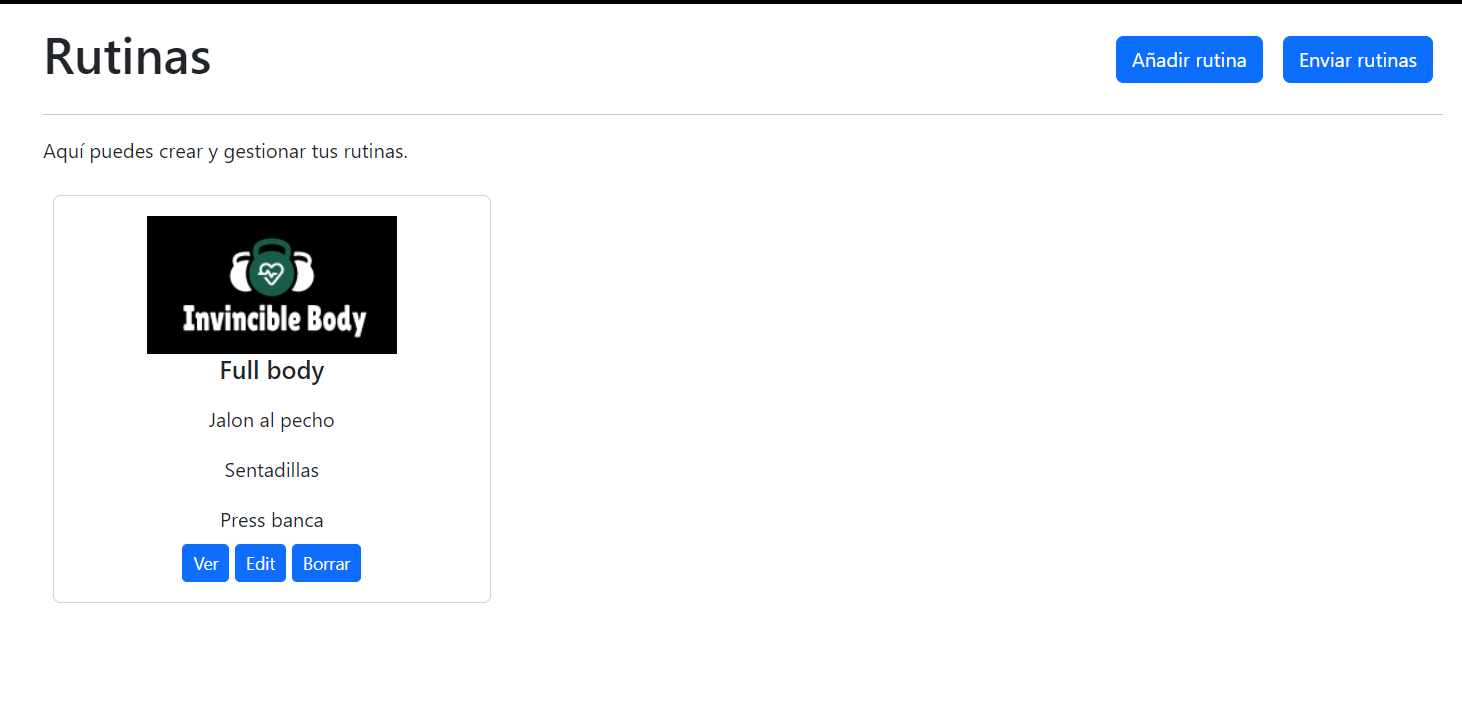 Rutinas
Añadir rutina
Enviar rutinas
Aquí puedes crear y gestionar tus rutinas.
Invincible Body
Full body
Jalon al pecho
Sentadillas
Press banca
Ver
Edit
Borrar